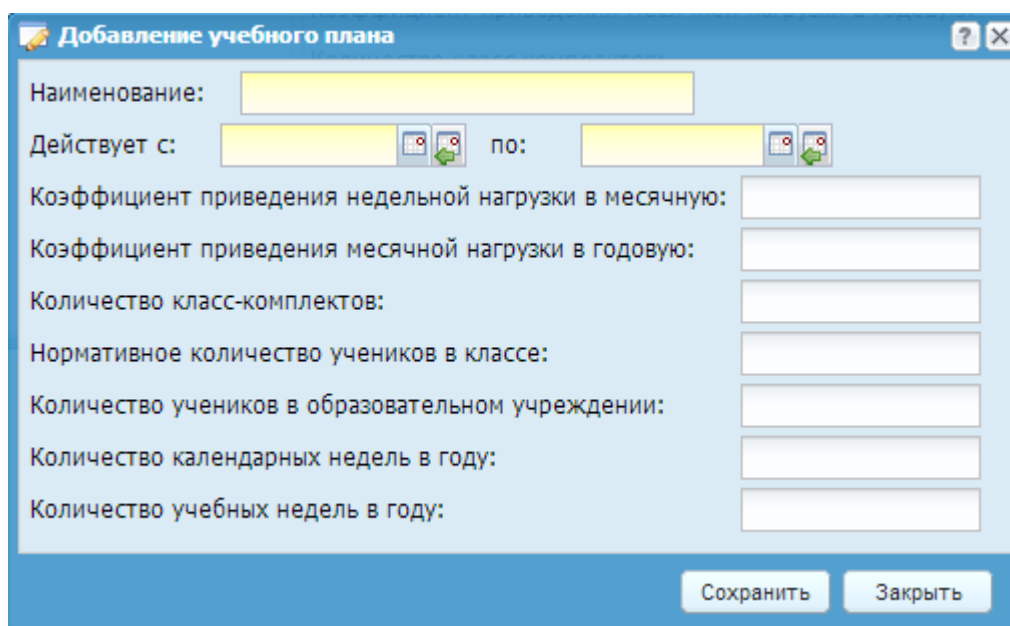 Добавление учебного плана
Наименование:
Действует с: по:
Коэффициент приведения недельной нагрузки в месячную:
Коэффициент приведения месячной нагрузки в годовую:
Количество класс-комплектов:
Нормативное количество учеников в классе:
Количество учеников в образовательном учреждении:
Количество календарных недель в году:
Количество учебных недель в году:
Сохранить Закрыть